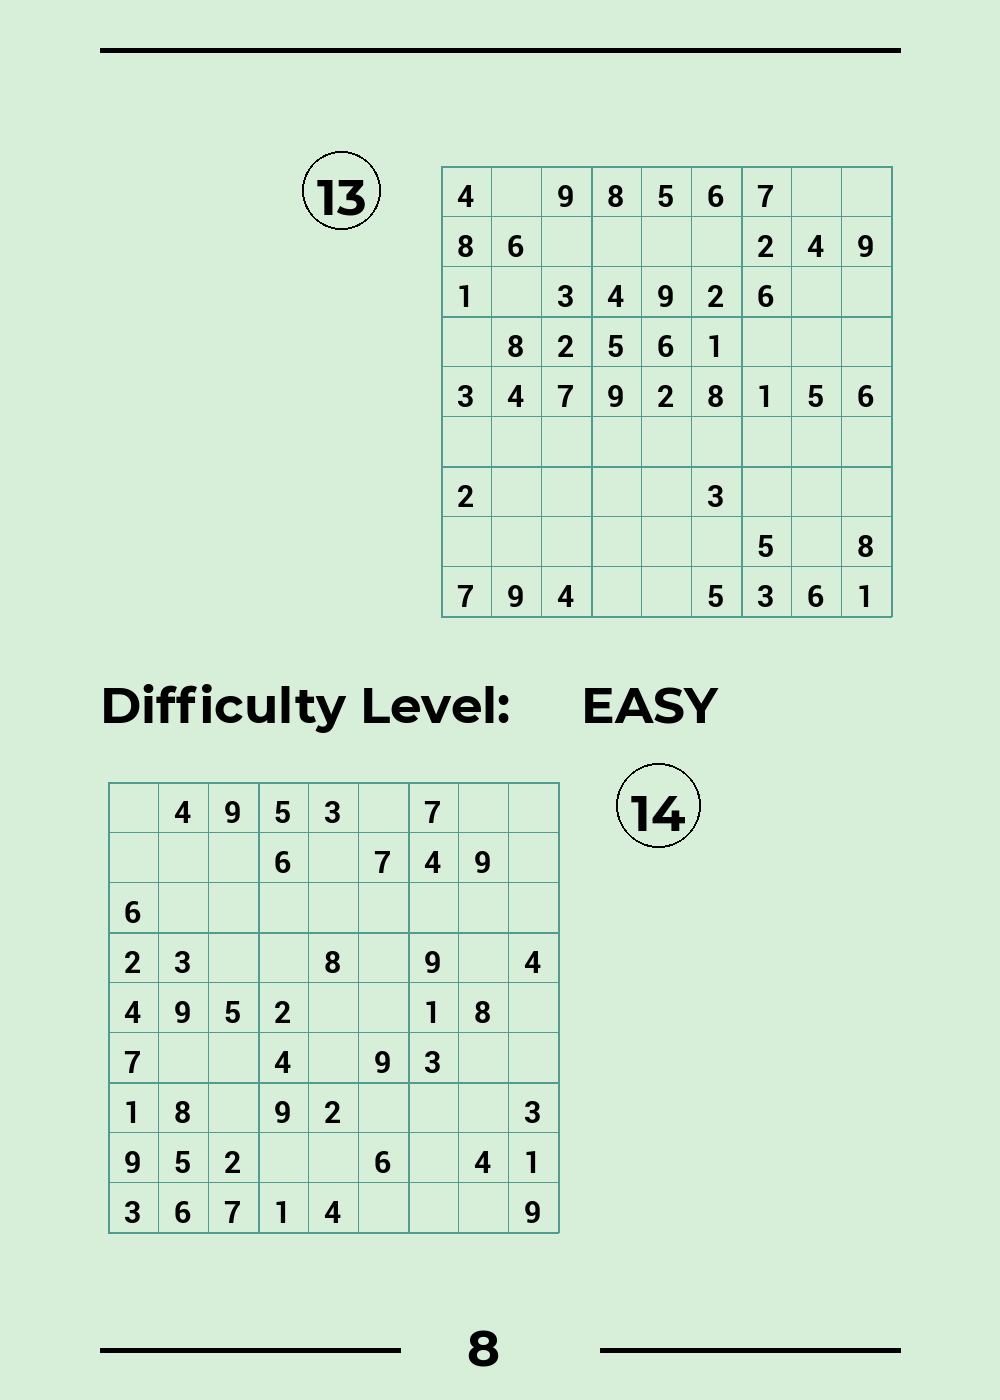 13
4 9 8 5 6 7
8 6 2 4 9
1 3 4 9 2 6
8 2 5 6 1
3 4 7 9 2 8 1 5 6
2 3
5 8
7 9 4 5 3 6 1
Difficulty Level: EASY
14
4 9 5 3 7
6 7 4 9
6
2 3 8 9 4
4 9 5 2 1 8
7 4 9 3
1 8 9 2 3
9 5 2 6 4 1
3 6 7 1 4 9
8